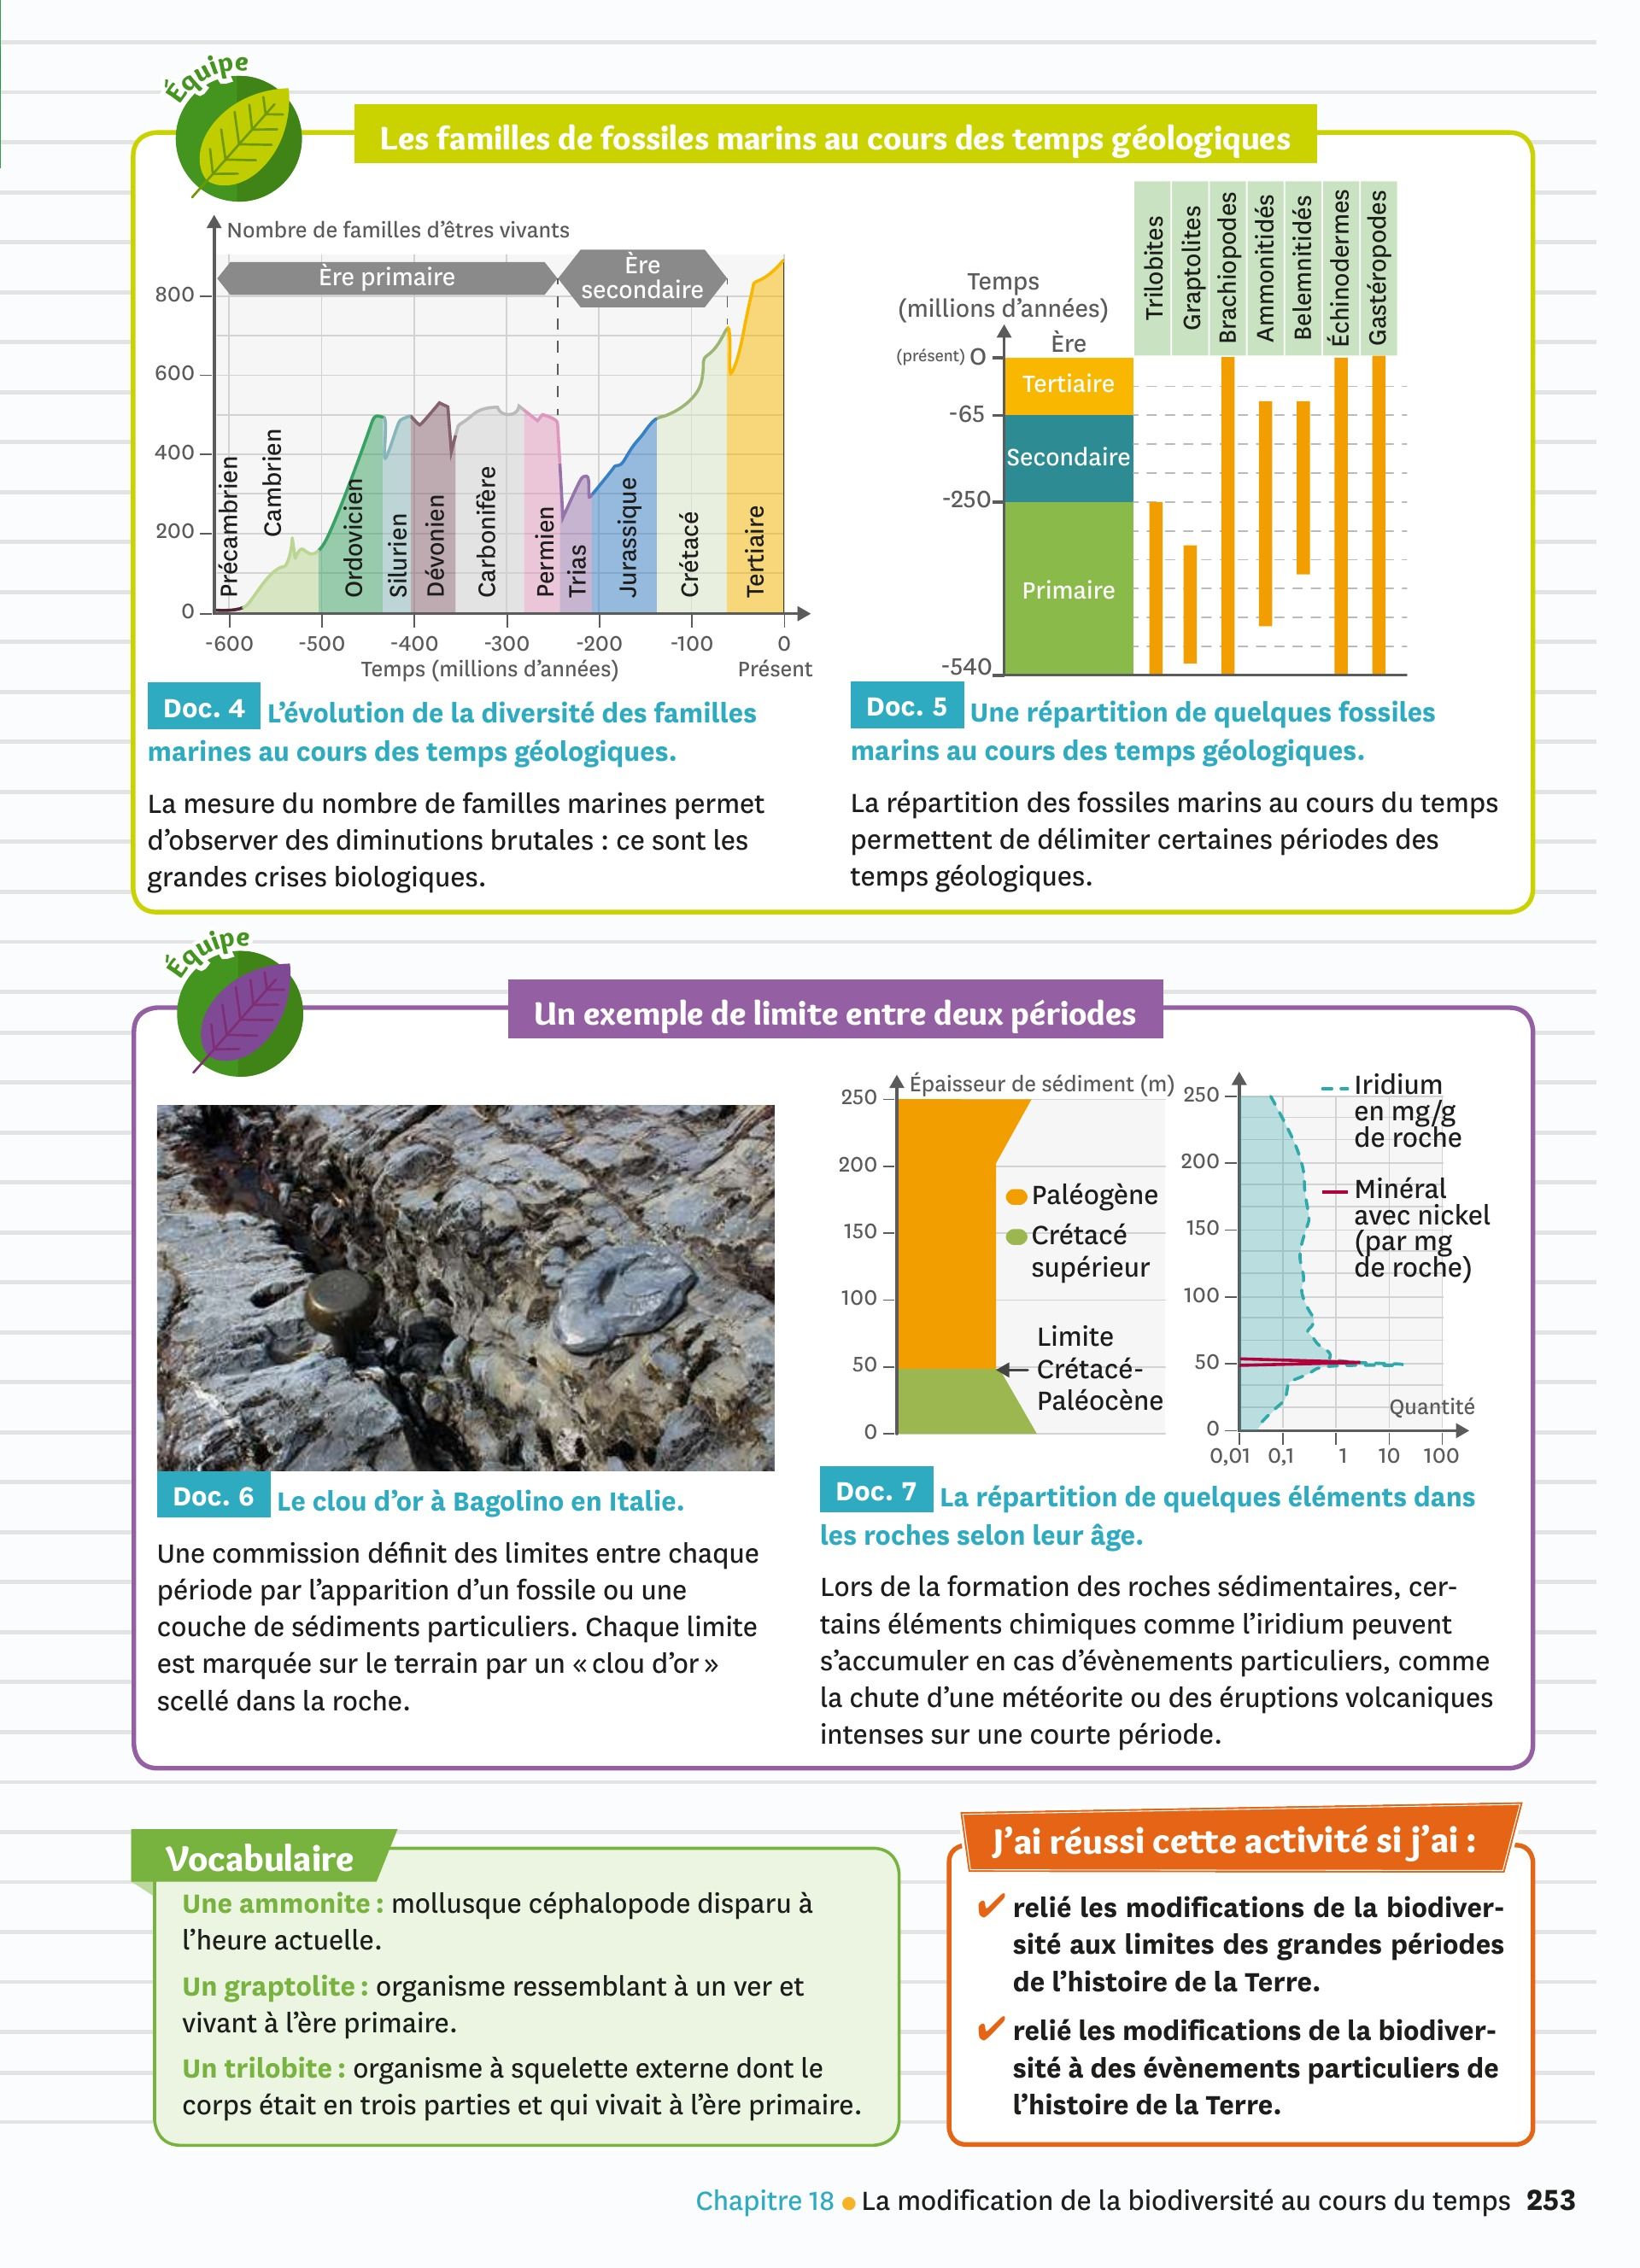 Équipe
Les familles de fossiles marins au cours des temps géologiques
Nombre de familles d'êtres vivants
Ère primaire
Ère
secondaire
800
600
400
200
0
Précambrien
Cambrien
Ordovicien
Silurien
Dévonien
Carbonifère
Permien
Trias
Jurassique
Crétacé
Tertiaire
-600 -500 -400 -300 -200 -100 0
Temps (millions d'années) Présent
Temps
(millions d'années)
Ère
(présent) 0
-65
-250
-540
Tertiaire
Secondaire
Primaire
Trilobites
Graptolites
Brachiopodes
Ammonitidés
Belemnitidés
Échinodermes
Gastéropodes
Doc. 4 L'évolution de la diversité des familles
marines au cours des temps géologiques.
La mesure du nombre de familles marines permet
d'observer des diminutions brutales : ce sont les
grandes crises biologiques.
Doc. 5 Une répartition de quelques fossiles
marins au cours des temps géologiques.
La répartition des fossiles marins au cours du temps
permettent de délimiter certaines périodes des
temps géologiques.
Équipe
Un exemple de limite entre deux périodes
Épaisseur de sédiment (m)
250
200
150
100
50
0
Paléogène
Crétacé
supérieur
Limite
Crétacé-
Paléocène
250
200
150
100
50
0
Iridium
en mg/g
de roche
Minéral
avec nickel
(par mg
de roche)
Quantité
0,01 0,1 1 10 100
Doc. 6 Le clou d'or à Bagolino en Italie.
Une commission définit des limites entre chaque
période par l'apparition d'un fossile ou une
couche de sédiments particuliers. Chaque limite
est marquée sur le terrain par un « clou d'or »
scellé dans la roche.
Doc. 7 La répartition de quelques éléments dans
les roches selon leur âge.
Lors de la formation des roches sédimentaires, cer-
tains éléments chimiques comme l'iridium peuvent
s'accumuler en cas d'évènements particuliers, comme
la chute d'une météorite ou des éruptions volcaniques
intenses sur une courte période.
Vocabulaire
Une ammonite : mollusque céphalopode disparu à
l'heure actuelle.
Un graptolite : organisme ressemblant à un ver et
vivant à l'ère primaire.
Un trilobite : organisme à squelette externe dont le
corps était en trois parties et qui vivait à l'ère primaire.
J'ai réussi cette activité si j'ai :
✔ relié les modifications de la biodiver-
sité aux limites des grandes périodes
de l'histoire de la Terre.
✔ relié les modifications de la biodiver-
sité à des évènements particuliers de
l'histoire de la Terre.
Chapitre 18 • La modification de la biodiversité au cours du temps 253